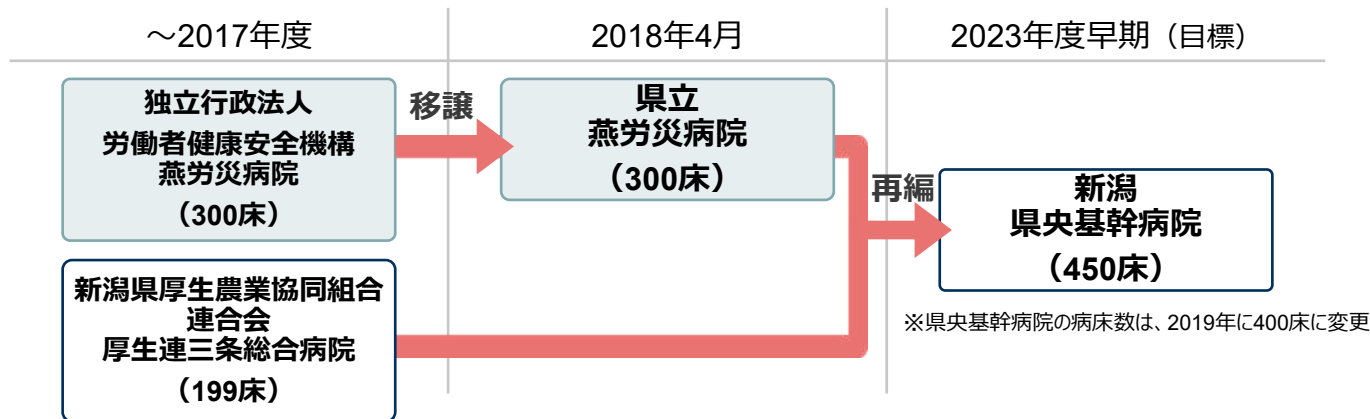 ～2017年度
2018年4月
2023年度早期（目標）
独立行政法人
労働者健康安全機構
燕労災病院
（300床）
移譲
県立
燕労災病院
（300床）
再編
新潟
県央基幹病院
（450床）
※県央基幹病院の病床数は、2019年に400床に変更
新潟県厚生農業協同組合
連合会
厚生連三条総合病院
（199床）